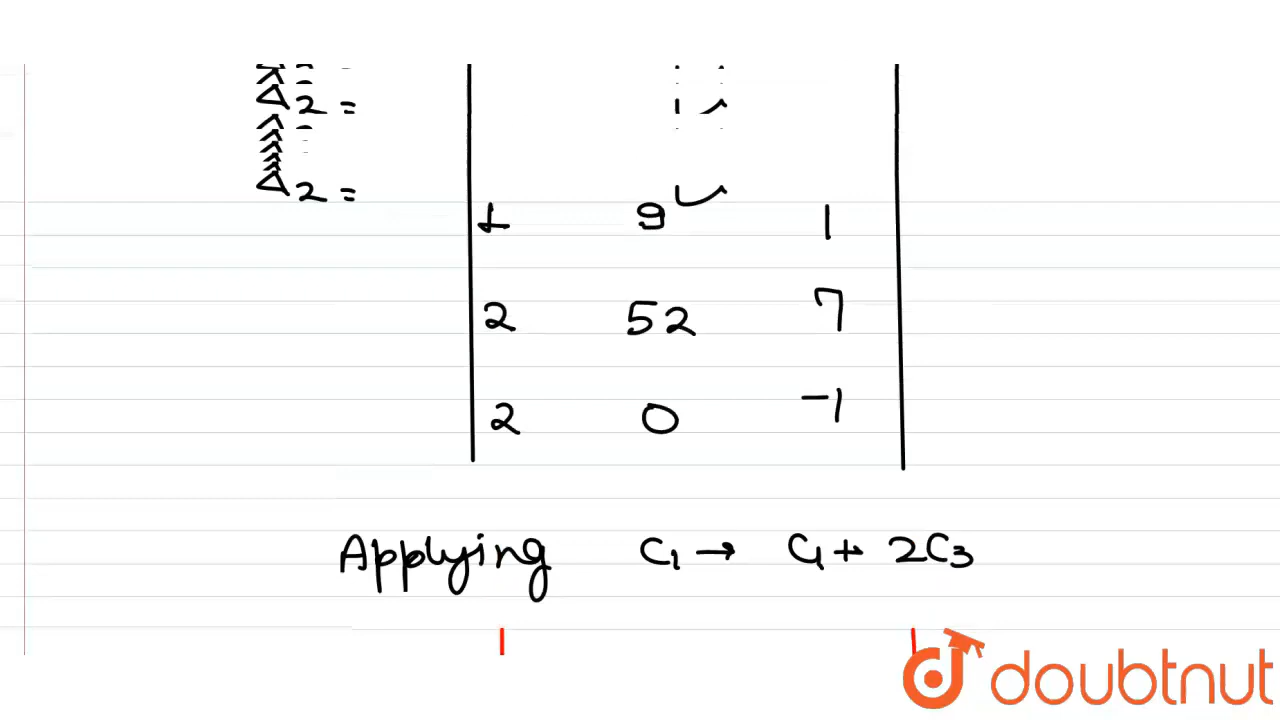 Δ2 =
Δ2 =
1 9 1
2 52 7
2 0 -1
Applying C1 → C1 + 2C3
doubtnut